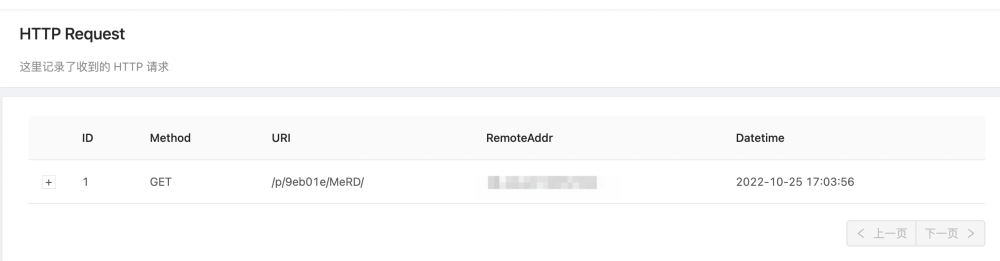 HTTP Request
这里记录了收到的 HTTP 请求
ID Method URI RemoteAddr Datetime
+ 1 GET /p/9eb01e/MeRD/ 2022-10-25 17:03:56
< 上一页 下一页 >